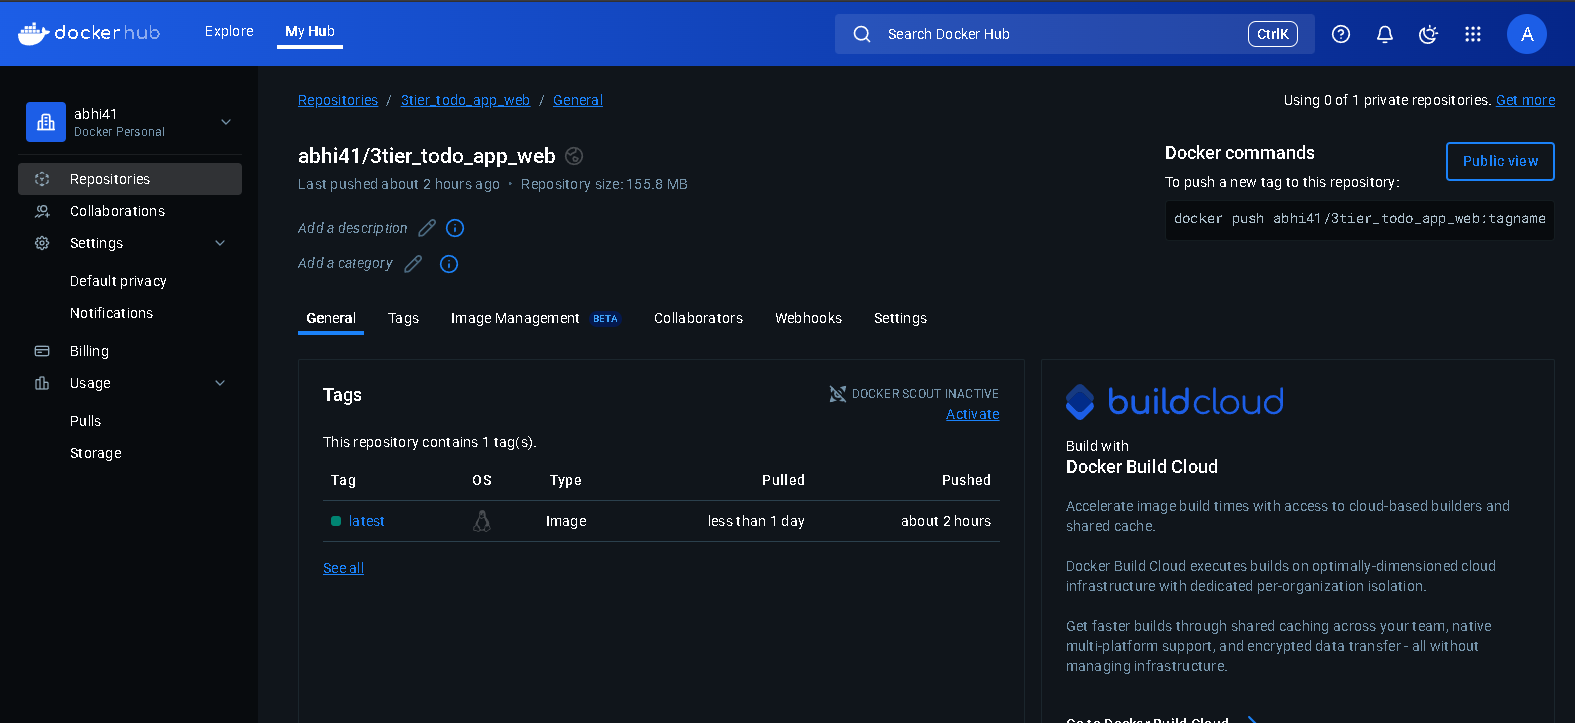 dockerhub
Explore
My Hub
Search Docker Hub
CtrlK
A
abhi41
Docker Personal
Repositories
Collaborations
Settings
Default privacy
Notifications
Billing
Usage
Pulls
Storage
Repositories / 3tier_todo_app_web / General
Using 0 of 1 private repositories. Get more
abhi41/3tier_todo_app_web
Last pushed about 2 hours ago • Repository size: 155.8 MB
Add a description
Add a category
Docker commands
Public view
To push a new tag to this repository:
docker push abhi41/3tier_todo_app_web:tagname
General Tags Image Management BETA Collaborators Webhooks Settings
Tags
DOCKER SCOUT INACTIVE
Activate
This repository contains 1 tag(s).
Tag OS Type Pulled Pushed
latest Image less than 1 day about 2 hours
See all
buildcloud
Build with
Docker Build Cloud
Accelerate image build times with access to cloud-based builders and
shared cache.
Docker Build Cloud executes builds on optimally-dimensioned cloud
infrastructure with dedicated per-organization isolation.
Get faster builds through shared caching across your team, native
multi-platform support, and encrypted data transfer - all without
managing infrastructure.
Go to Docker Build Cloud